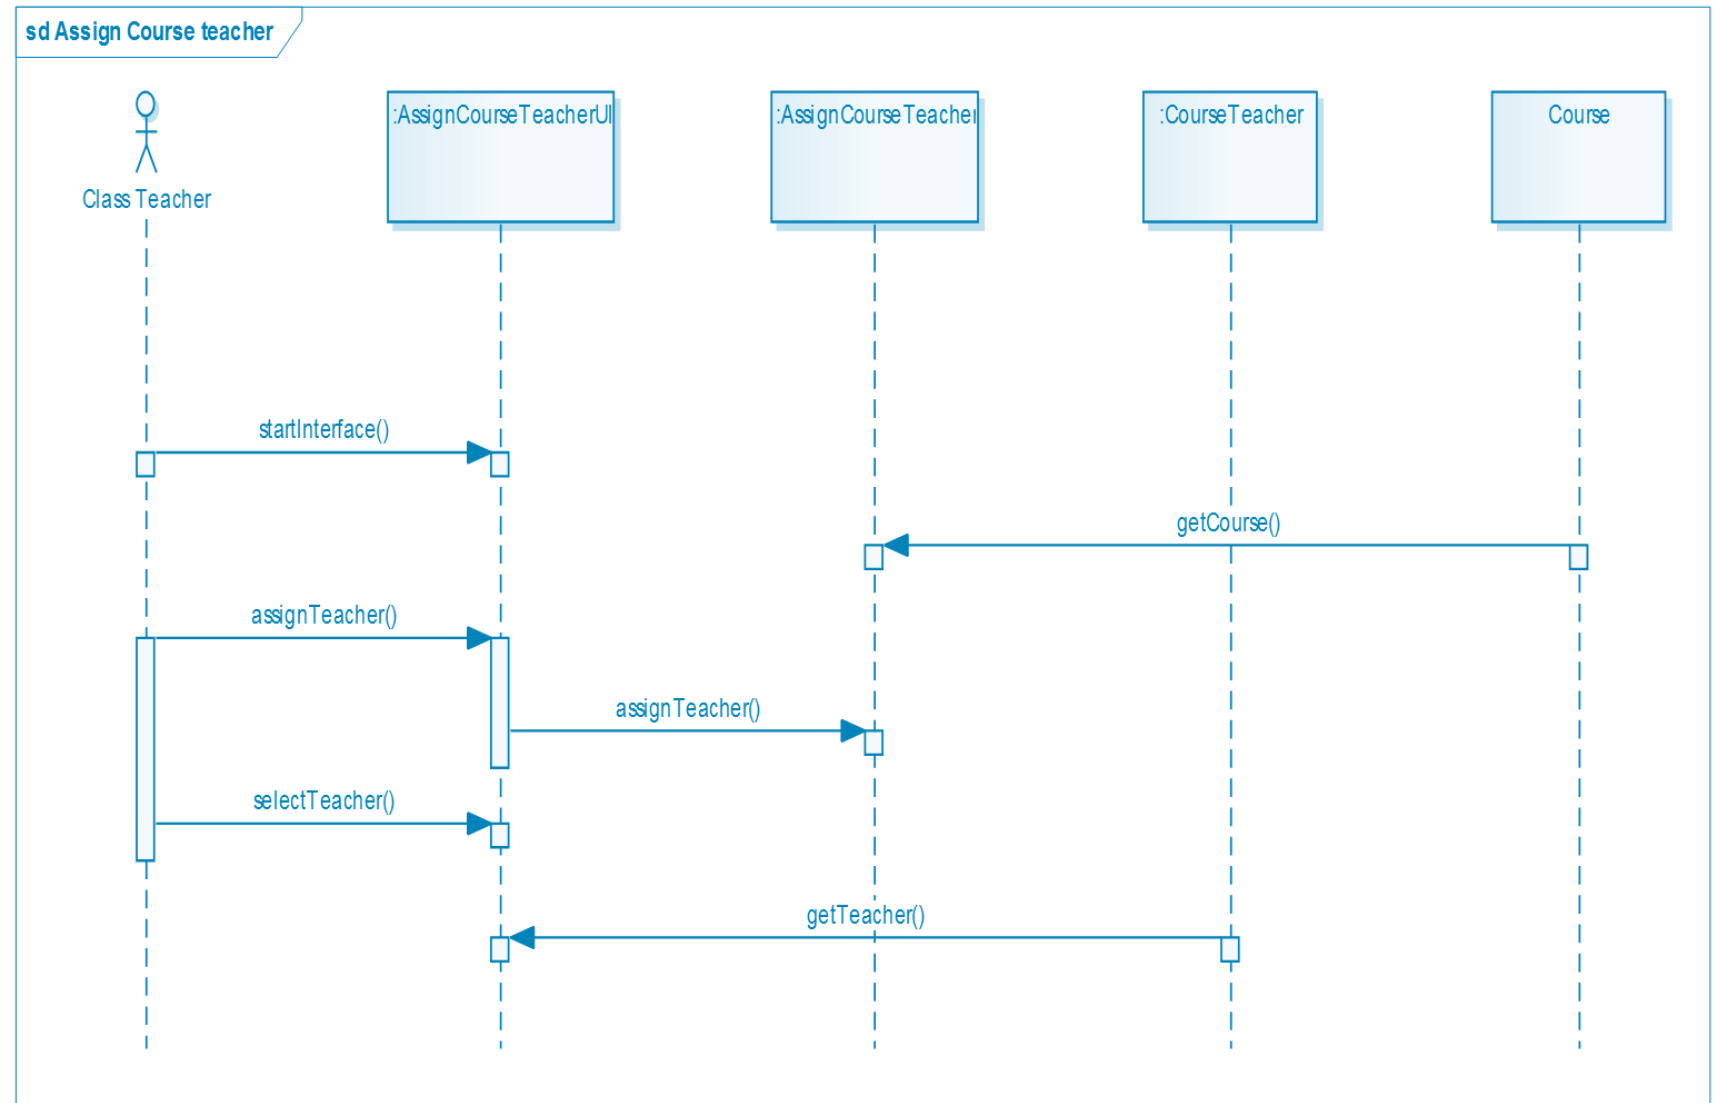 sd Assign Course teacher
Class Teacher
:AssignCourseTeacherUI
:AssignCourseTeacher
:CourseTeacher
Course
startInterface()
getCourse()
assignTeacher()
assignTeacher()
selectTeacher()
getTeacher()